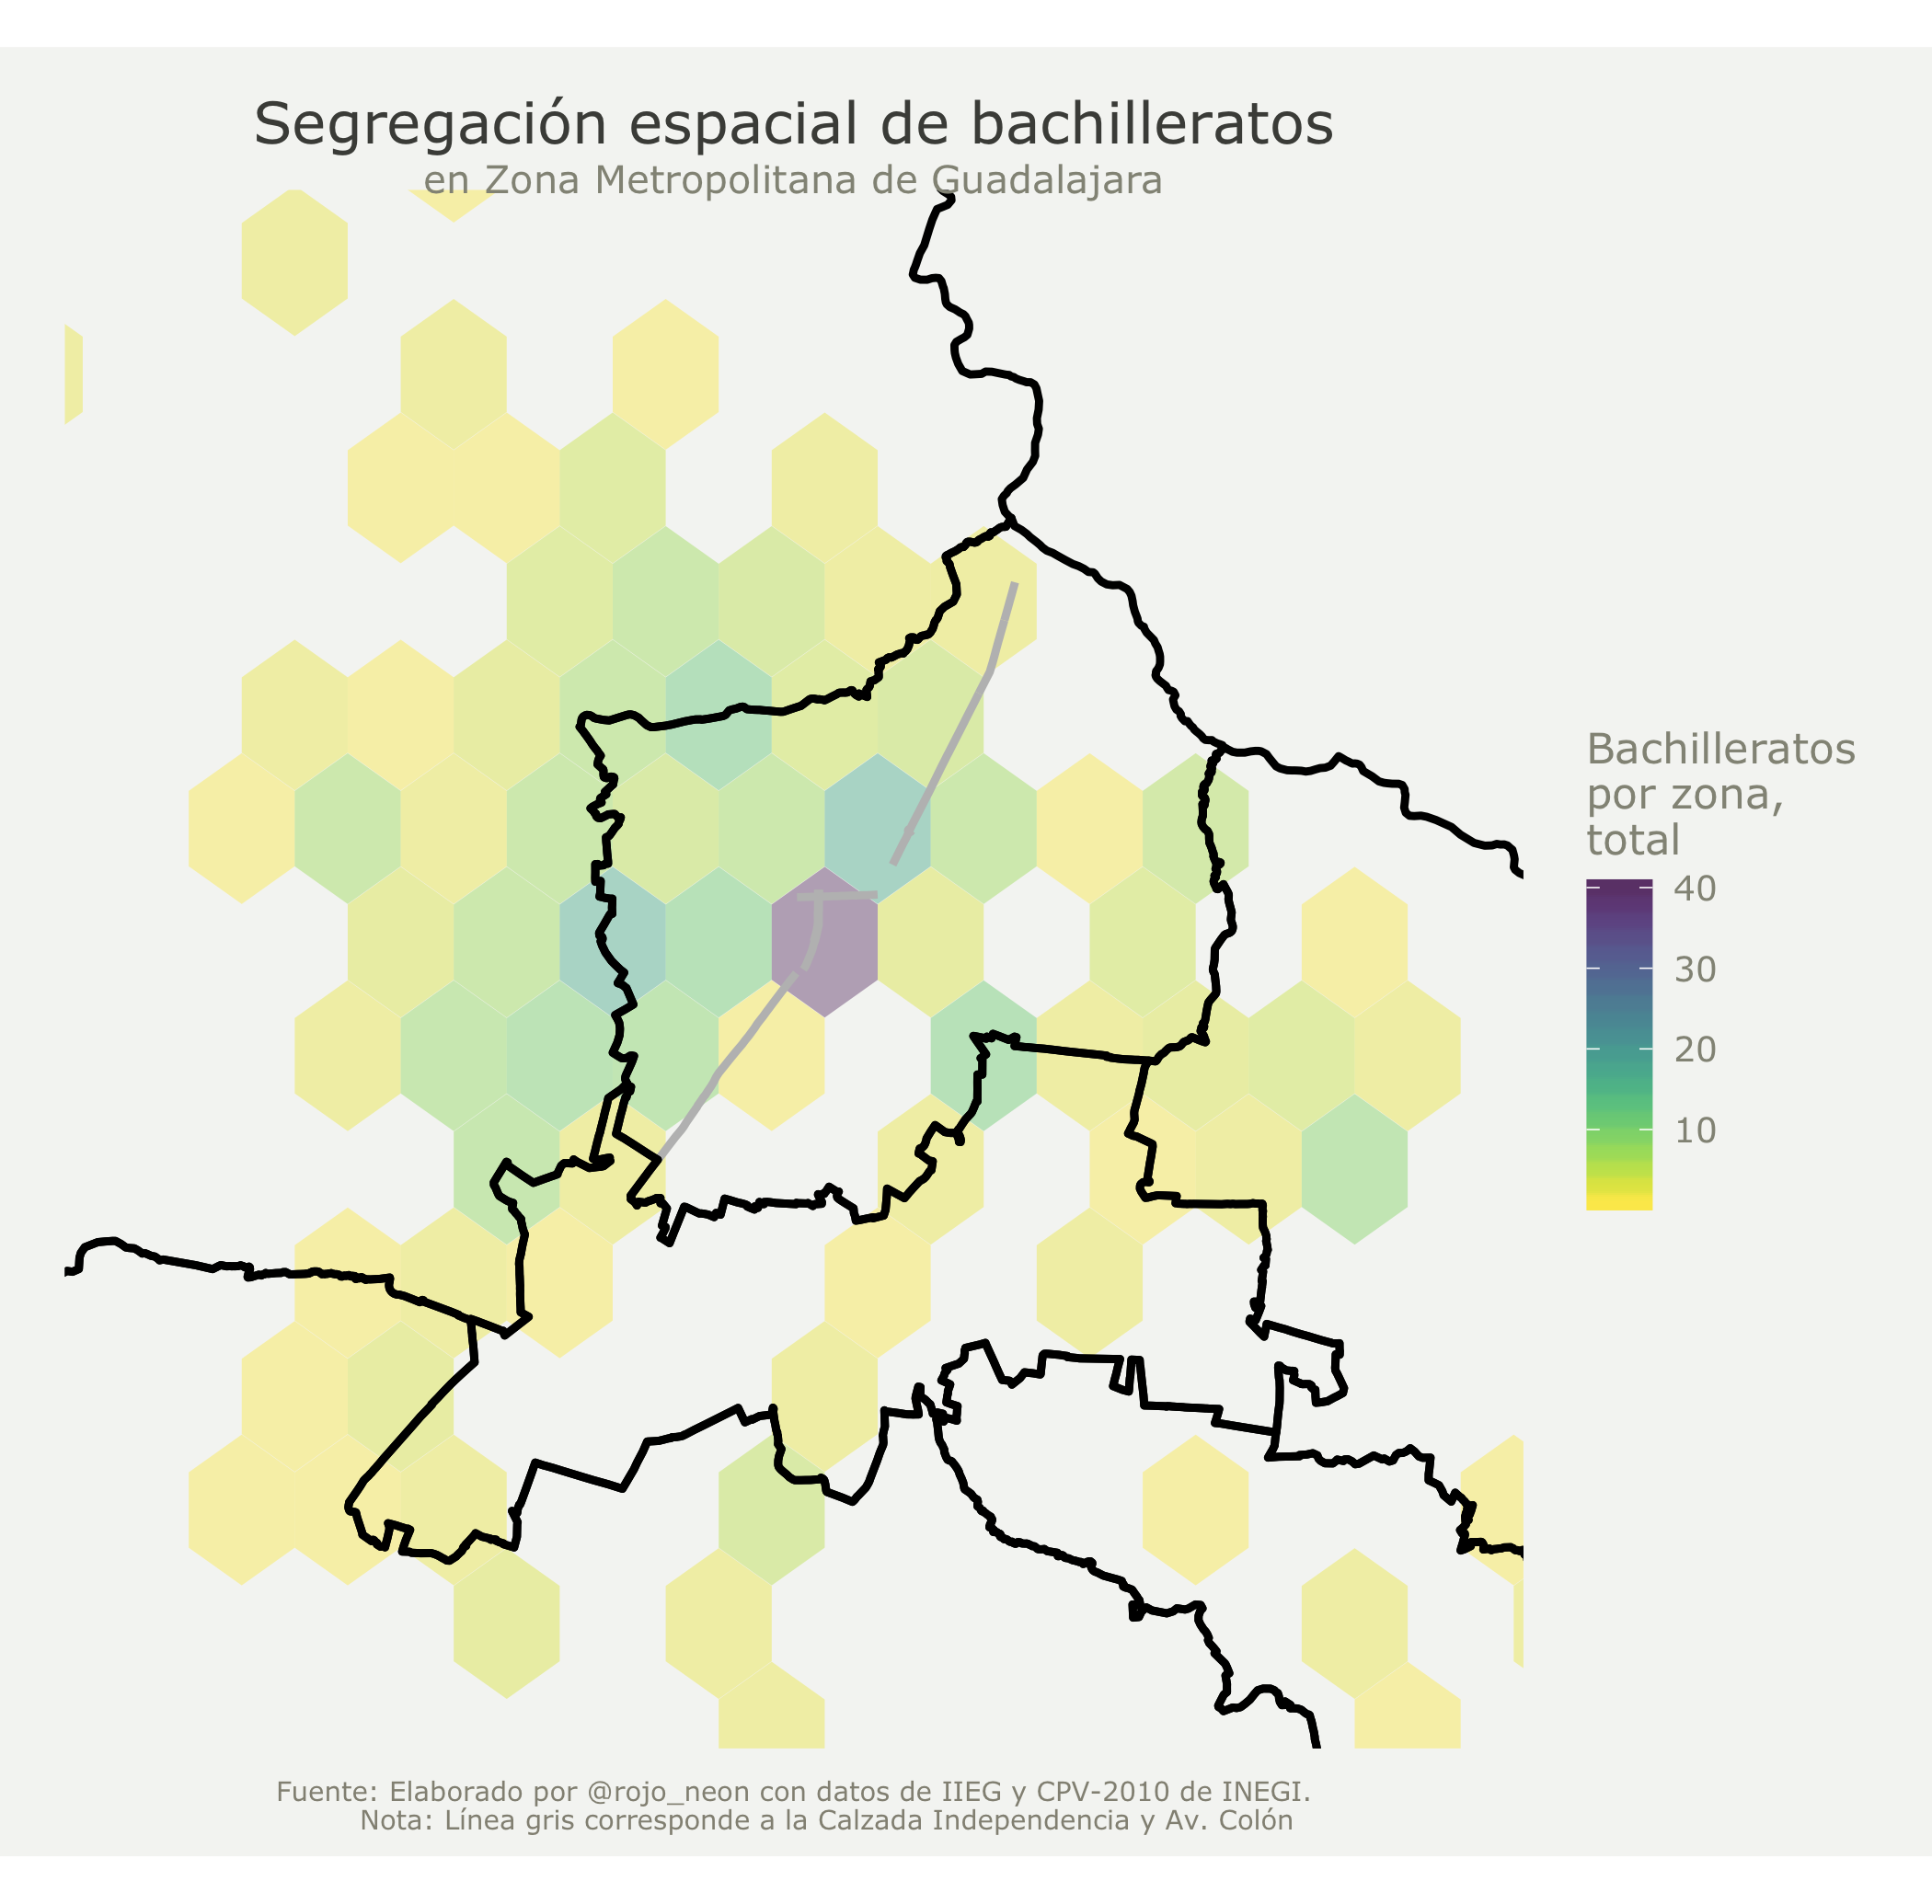 Segregación espacial de bachilleratos
en Zona Metropolitana de Guadalajara
Bachilleratos
por zona,
total
40
30
20
10
Fuente: Elaborado por @rojo_neon con datos de IIEG y CPV-2010 de INEGI.
Nota: Línea gris corresponde a la Calzada Independencia y Av. Colón